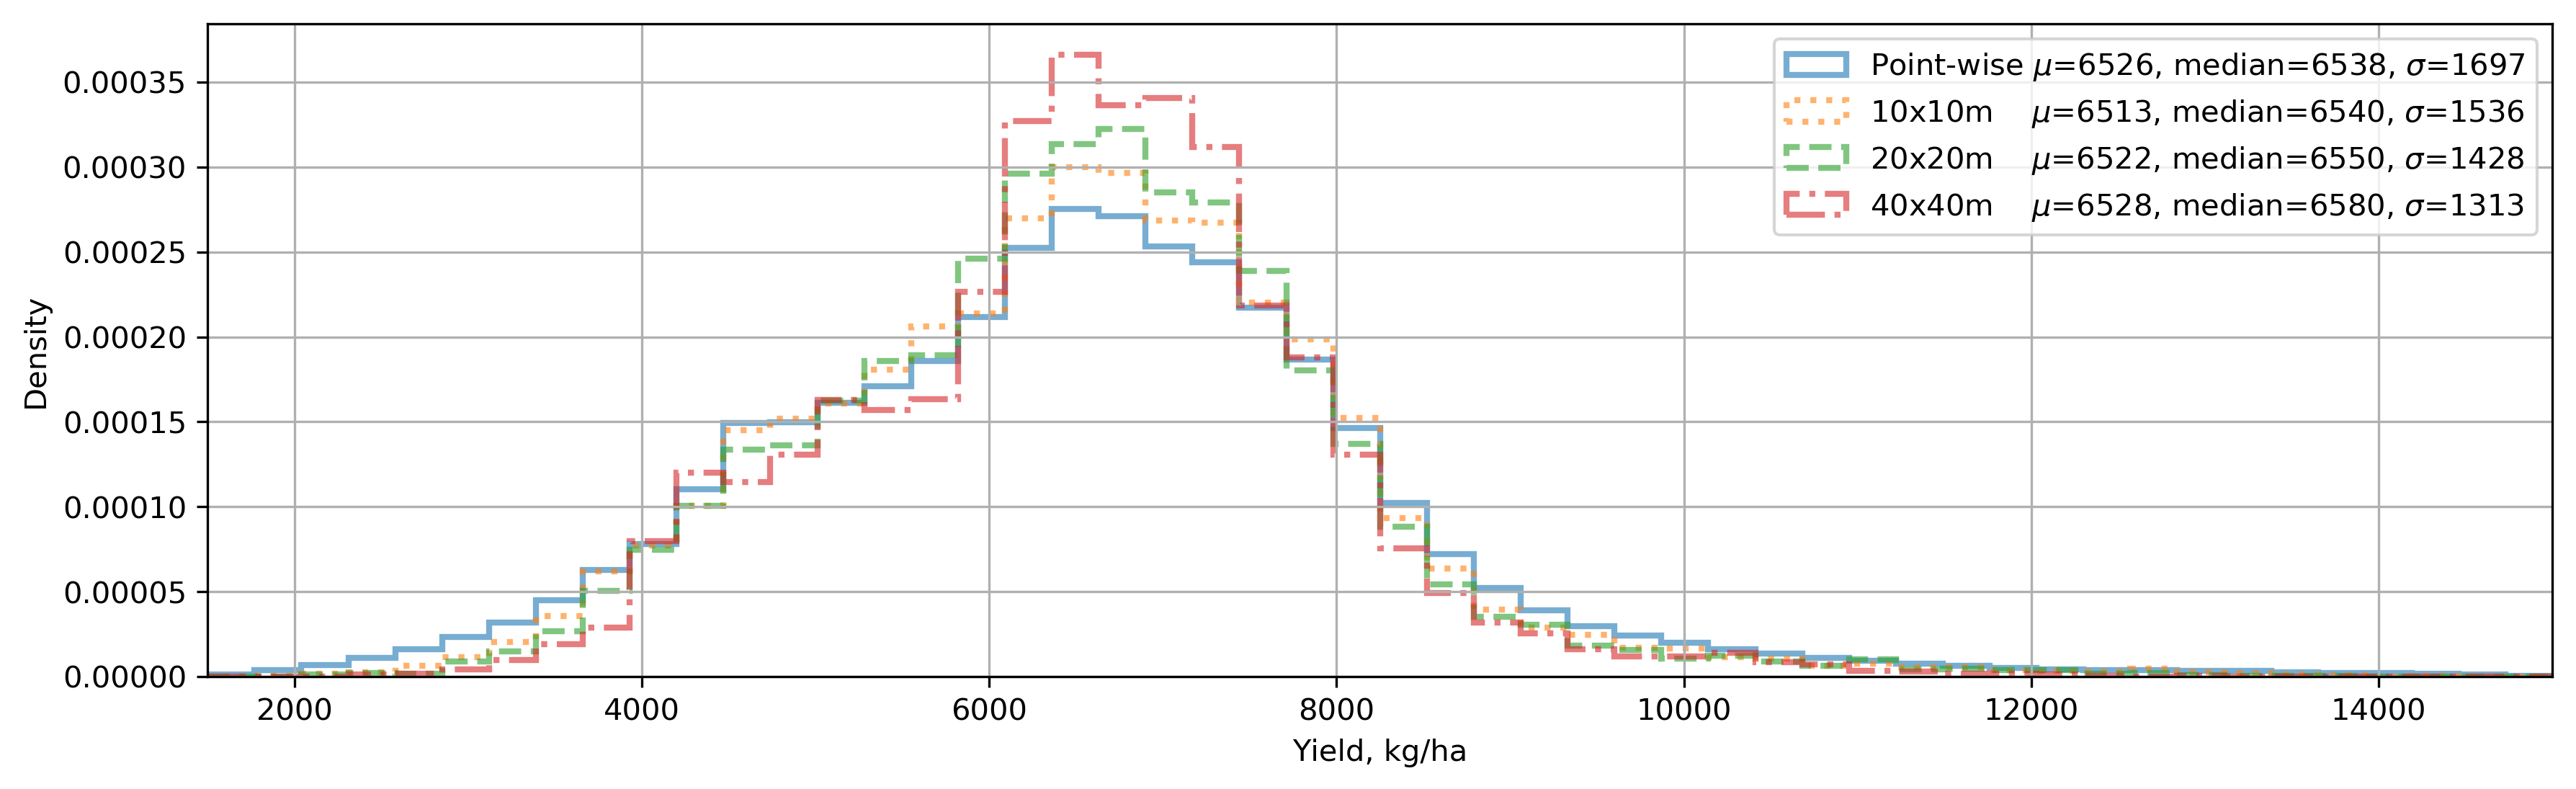 Point-wise μ=6526, median=6538, σ=1697
10x10m μ=6513, median=6540, σ=1536
20x20m μ=6522, median=6550, σ=1428
40x40m μ=6528, median=6580, σ=1313
0.00035
0.00030
0.00025
0.00020
0.00015
0.00010
0.00005
0.00000
Density
2000 4000 6000 8000 10000 12000 14000
Yield, kg/ha